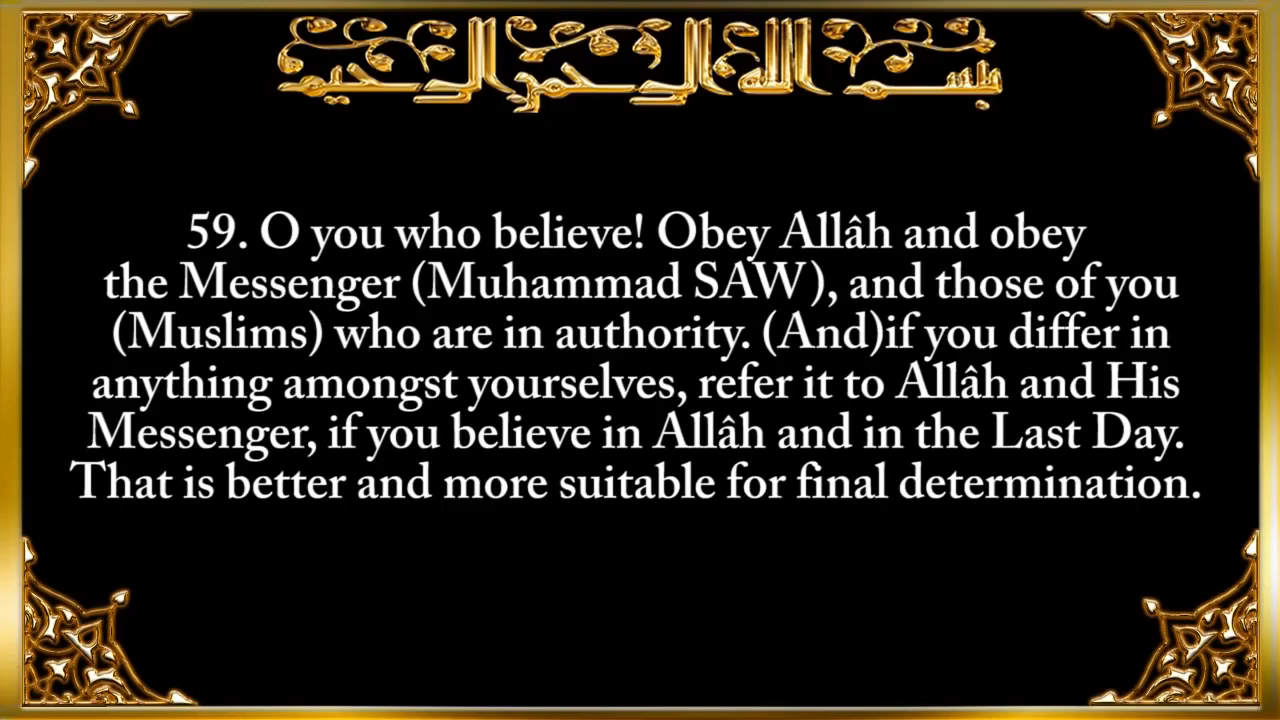 بسم الله الرحمن الرحيم
59. O you who believe! Obey Allâh and obey
the Messenger (Muhammad SAW), and those of you
(Muslims) who are in authority. (And)if you differ in
anything amongst yourselves, refer it to Allâh and His
Messenger, if you believe in Allâh and in the Last Day.
That is better and more suitable for final determination.